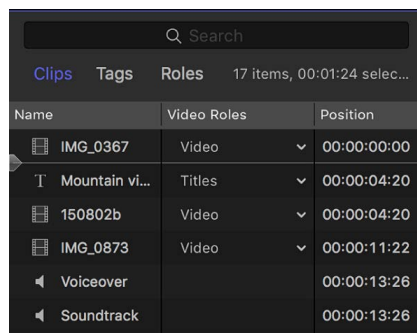 Search
Clips Tags Roles 17 items, 00:01:24 selec...
Name Video Roles Position
IMG_0367 Video 00:00:00:00
T Mountain vi... Titles 00:00:04:20
150802b Video 00:00:04:20
IMG_0873 Video 00:00:11:22
Voiceover 00:00:13:26
Soundtrack 00:00:13:26